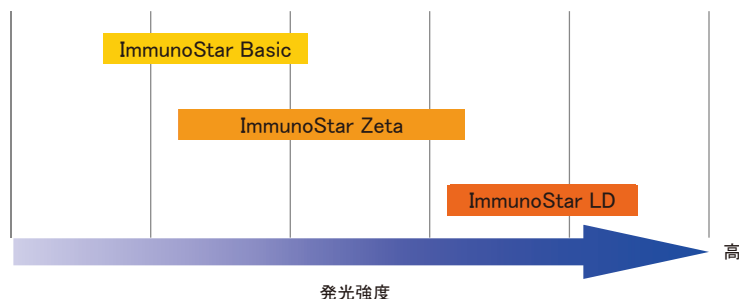 ImmunoStar Basic
ImmunoStar Zeta
ImmunoStar LD
高
発光強度